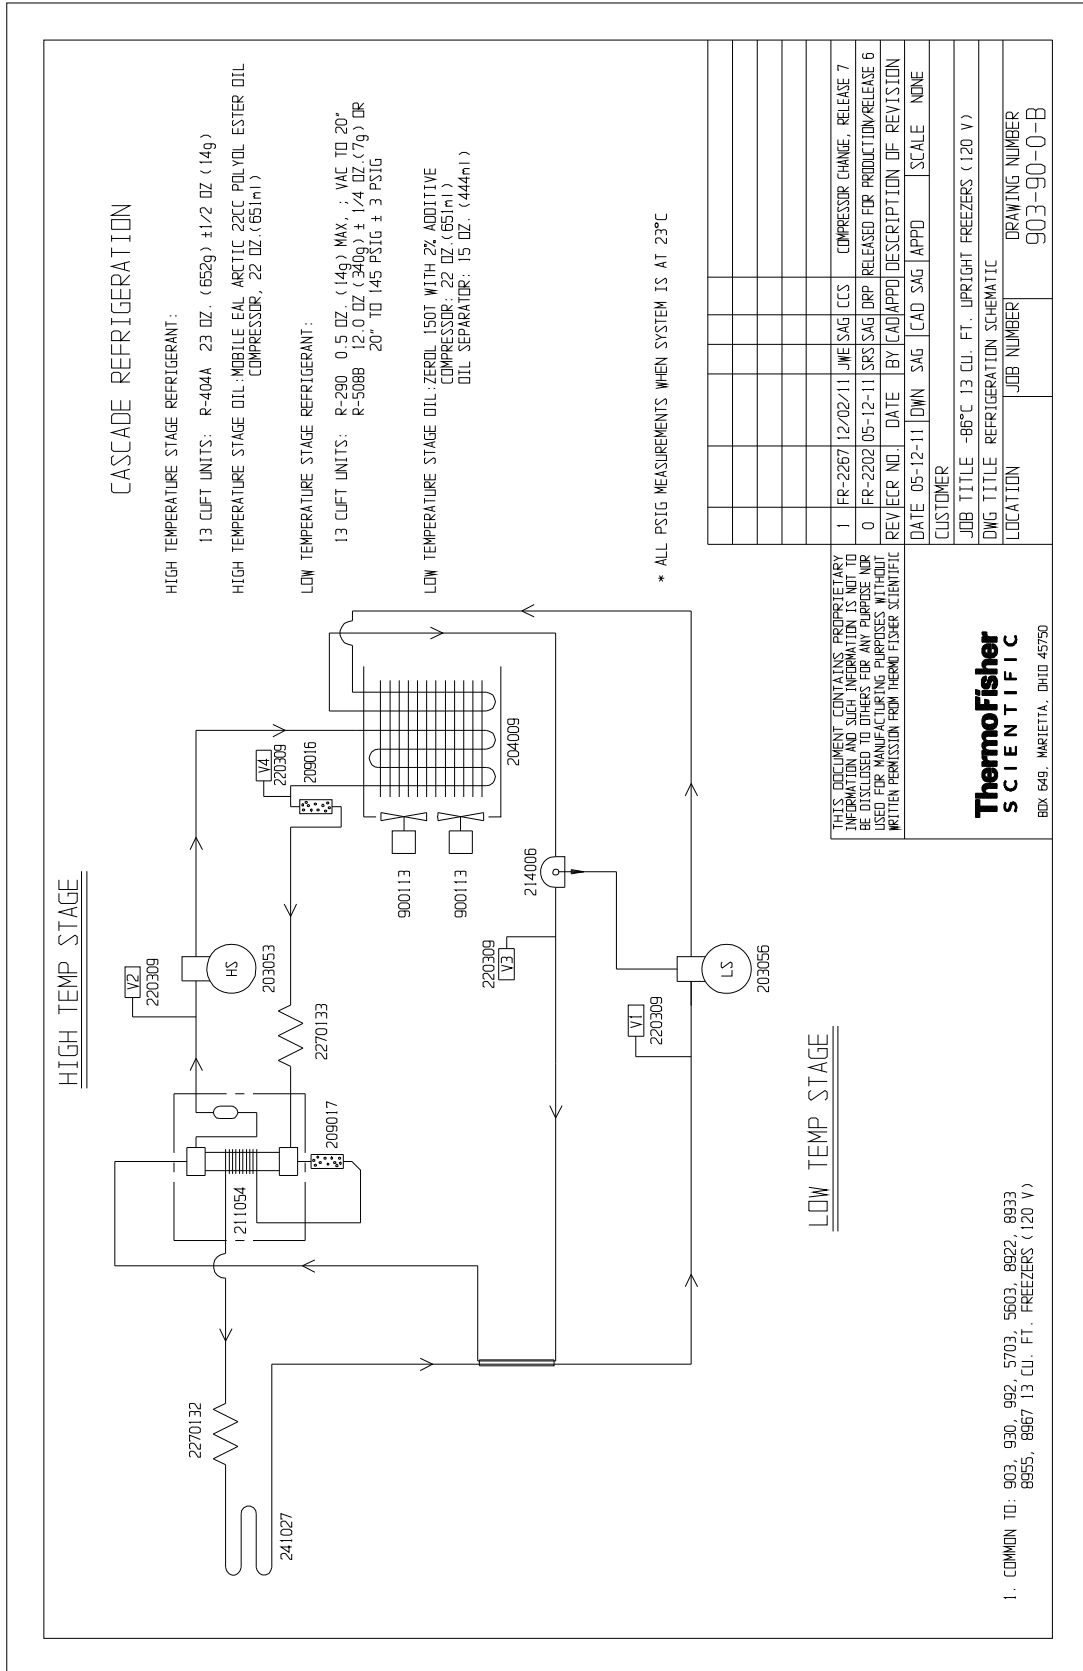 HIGH TEMP STAGE
CASCADE REFRIGERATION
HIGH TEMPERATURE STAGE REFRIGERANT:
13 CUFT UNITS: R-404A 23 OZ. (652g) ±1/2 OZ (14g)
HIGH TEMPERATURE STAGE OIL:MOBILE EAL ARCTIC 22CC POLYOL ESTER OIL
COMPRESSOR, 22 OZ.(651ml)
LOW TEMPERATURE STAGE REFRIGERANT:
13 CUFT UNITS: R-290 0.5 OZ. (14g) MAX, ; VAC TO 20"
R-508B 12.0 OZ (340g) ± 1/4 OZ.(7g) OR
20" TO 145 PSIG ± 3 PSIG
LOW TEMPERATURE STAGE OIL:ZEROL 150T WITH 2% ADDITIVE
COMPRESSOR: 22 OZ.(651ml)
OIL SEPARATOR: 15 OZ. (444ml)
* ALL PSIG MEASUREMENTS WHEN SYSTEM IS AT 23°C
V2
220309
HS
203053
V4
220309
209016
2270133
209017
211054
2270132
241027
900113
900113
204009
214006
220309
V3
V1
220309
LS
203056
LOW TEMP STAGE
1. COMMON TO: 903, 930, 992, 5703, 5603, 8922, 8933
8955, 8967 13 CU. FT. FREEZERS (120 V)
THIS DOCUMENT CONTAINS PROPRIETARY
INFORMATION AND SUCH INFORMATION IS NOT TO
BE DISCLOSED TO OTHERS FOR ANY PURPOSE NOR
USED FOR MANUFACTURING PURPOSES WITHOUT
WRITTEN PERMISSION FROM THERMO FISHER SCIENTIFIC
ThermoFisher
SCIENTIFIC
BOX 649, MARIETTA, OHIO 45750
1 FR-2267 12/02/11 JWE SAG CCS COMPRESSOR CHANGE, RELEASE 7
0 FR-2202 05-12-11 SRS SAG DRP RELEASED FOR PRODUCTION/RELEASE 6
REV ECR NO. DATE BY CAD APPD DESCRIPTION OF REVISION
DATE 05-12-11 DWN SAG CAD SAG APPD SCALE NONE
CUSTOMER
JOB TITLE -86°C 13 CU. FT. UPRIGHT FREEZERS (120 V)
DWG TITLE REFRIGERATION SCHEMATIC
LOCATION JOB NUMBER DRAWING NUMBER
903-90-0-B